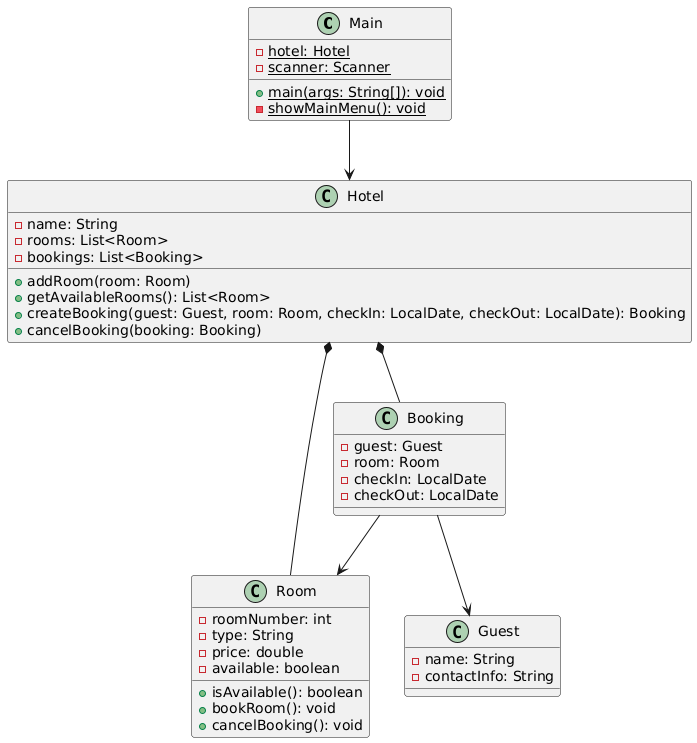 C Main
hotel: Hotel
scanner: Scanner
main(args: String[]): void
showMainMenu(): void
C Hotel
name: String
rooms: List<Room>
bookings: List<Booking>
addRoom(room: Room)
getAvailableRooms(): List<Room>
createBooking(guest: Guest, room: Room, checkIn: LocalDate, checkOut: LocalDate): Booking
cancelBooking(booking: Booking)
C Booking
guest: Guest
room: Room
checkIn: LocalDate
checkOut: LocalDate
C Room
roomNumber: int
type: String
price: double
available: boolean
isAvailable(): boolean
bookRoom(): void
cancelBooking(): void
C Guest
name: String
contactInfo: String